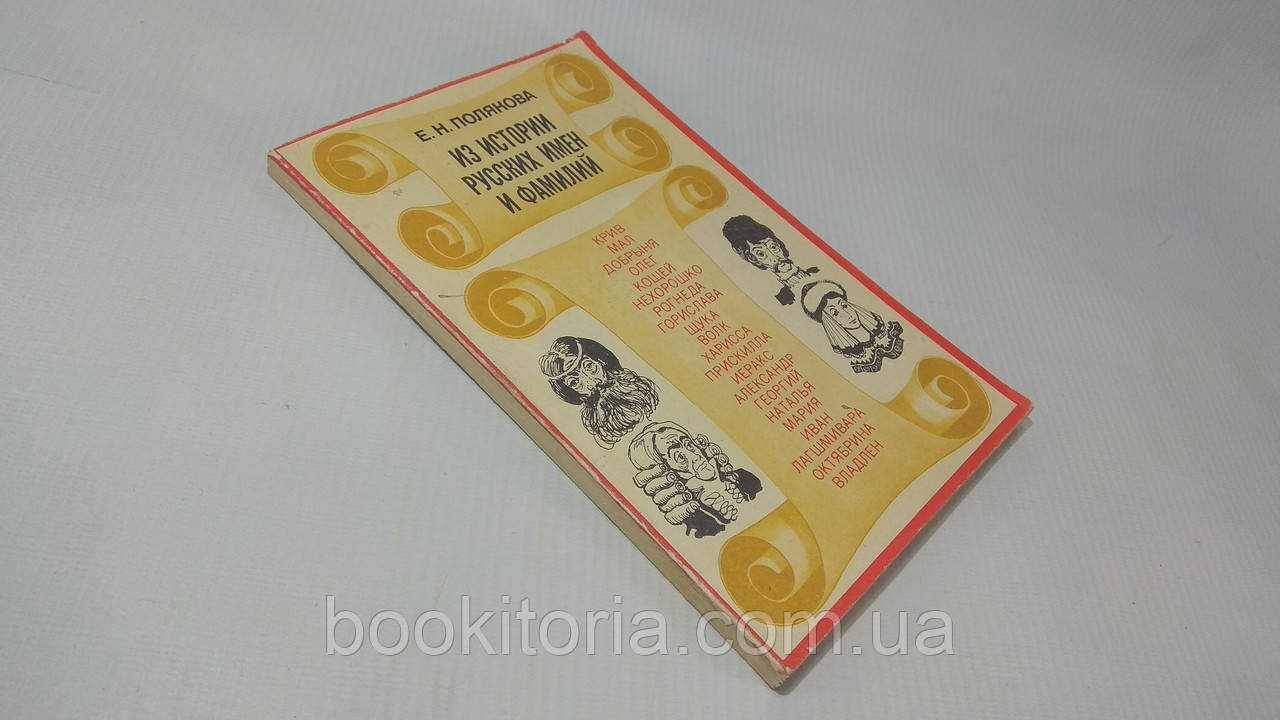 Е. Н. ПОЛЯКОВА
ИЗ ИСТОРИИ
РУССКИХ ИМЕН
И ФАМИЛИЙ
КРИВ
МАЛ
ДОБРЫНЯ
ОЛЕГ
КОЩЕЙ
НЕХОРОШКО
РОГНЕДА
ГОРИСЛАВА
ЩУКА
ВОЛК
ХАРИССА
ПРИСКИЛЛА
ИЕРАКС
АЛЕКСАНДР
ГЕОРГИЙ
НАТАЛЬЯ
МАРИЯ
ИВАН
ЛАГШМИВАРА
ОКТЯБРИНА
ВЛАДЛЕН
bookitoria.com.ua